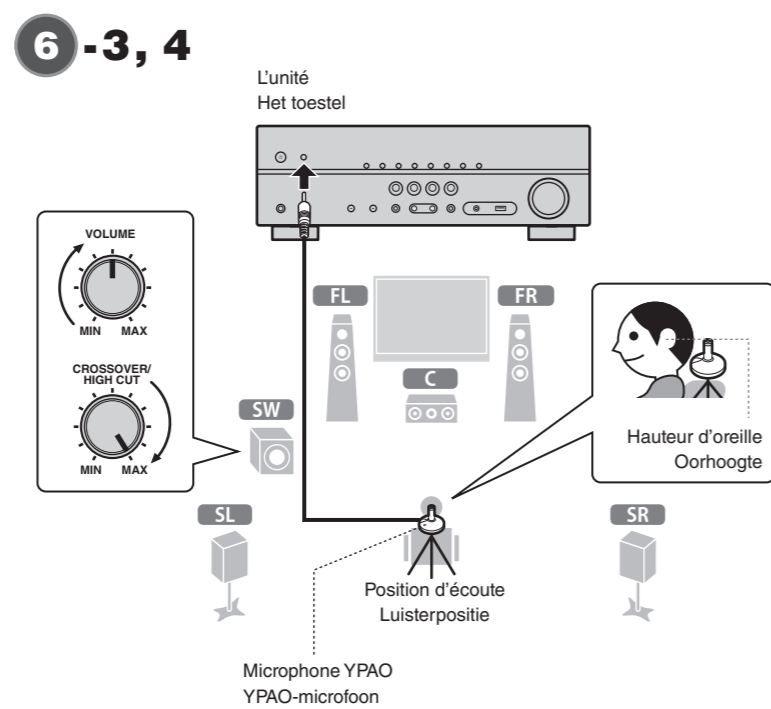 6 -3, 4
L'unité
Het toestel
VOLUME
MIN MAX
CROSSOVER/
HIGH CUT
MIN MAX
FL
FR
C
SW
SL
SR
Hauteur d'oreille
Oorhoogte
Position d'écoute
Luisterpositie
Microphone YPAO
YPAO-microfoon